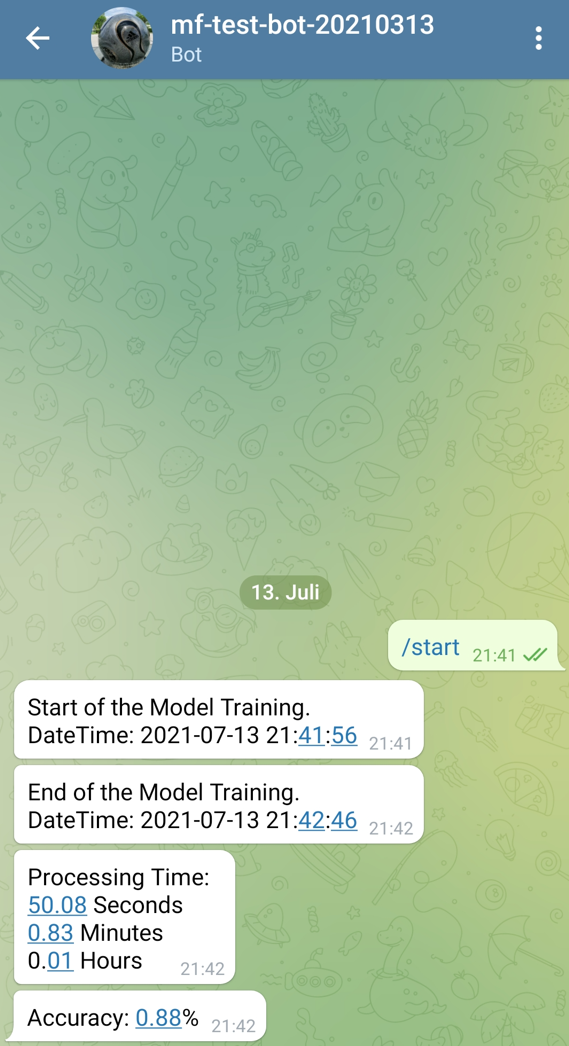 mf-test-bot-20210313
Bot
13. Juli
/start 21:41
Start of the Model Training.
DateTime: 2021-07-13 21:41:56 21:41
End of the Model Training.
DateTime: 2021-07-13 21:42:46 21:42
Processing Time:
50.08 Seconds
0.83 Minutes
0.01 Hours 21:42
Accuracy: 0.88% 21:42